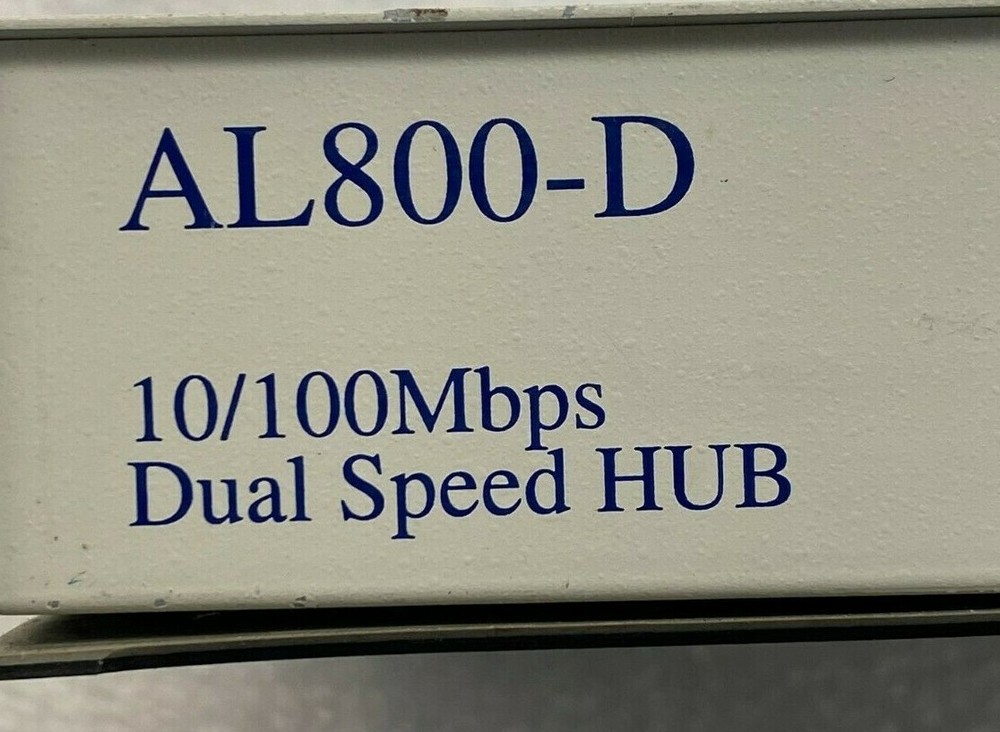 AL800-D
10/100Mbps
Dual Speed HUB